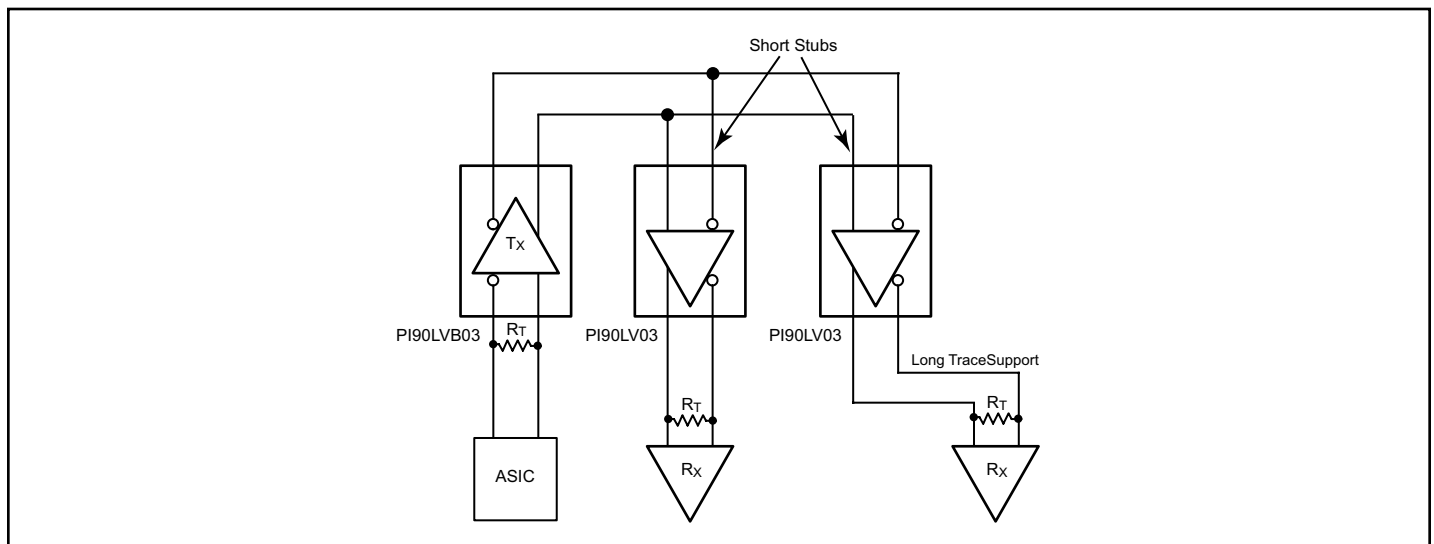 Short Stubs
TX
PI90LVB03
RT
PI90LV03
PI90LV03
Long TraceSupport
RT
RT
ASIC
RX
RX